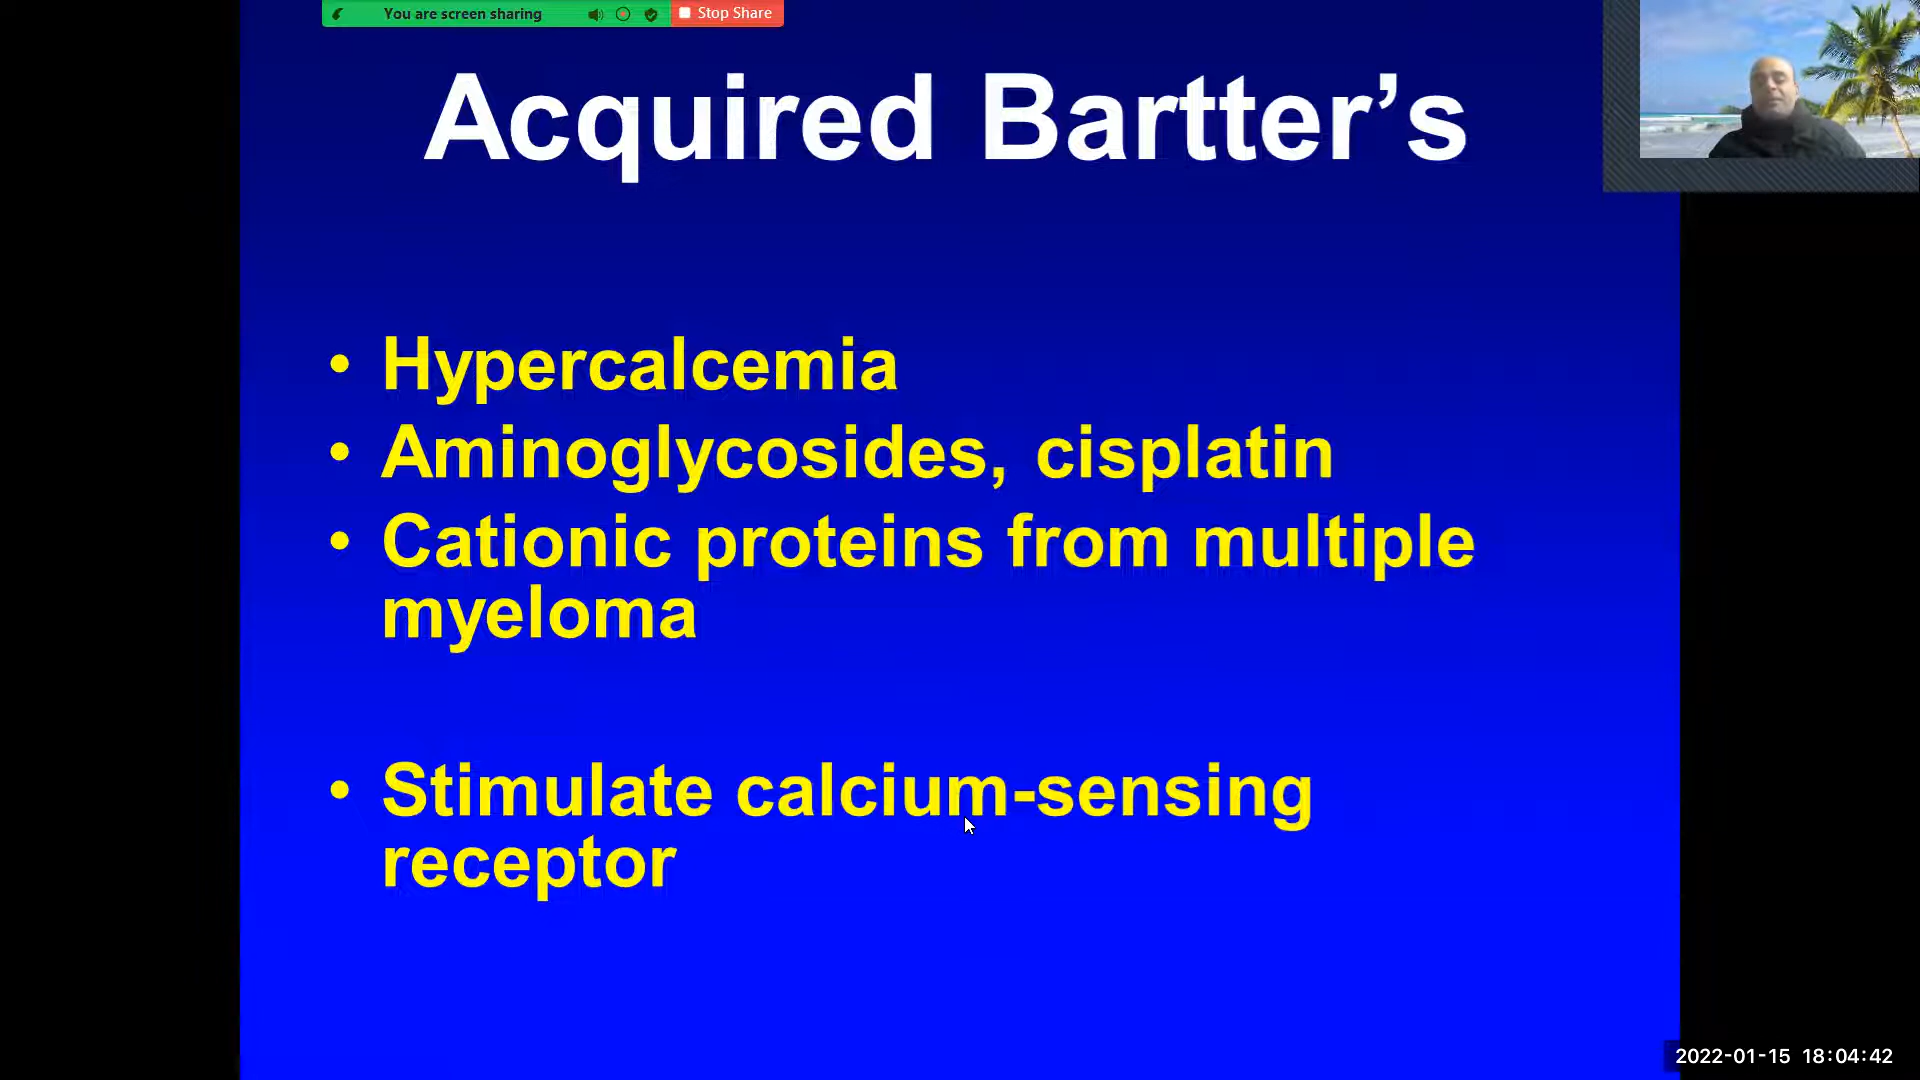 You are screen sharing
Stop Share
Acquired Bartter’s
• Hypercalcemia
• Aminoglycosides, cisplatin
• Cationic proteins from multiple
myeloma
• Stimulate calcium-sensing
receptor
2022-01-15 18:04:42